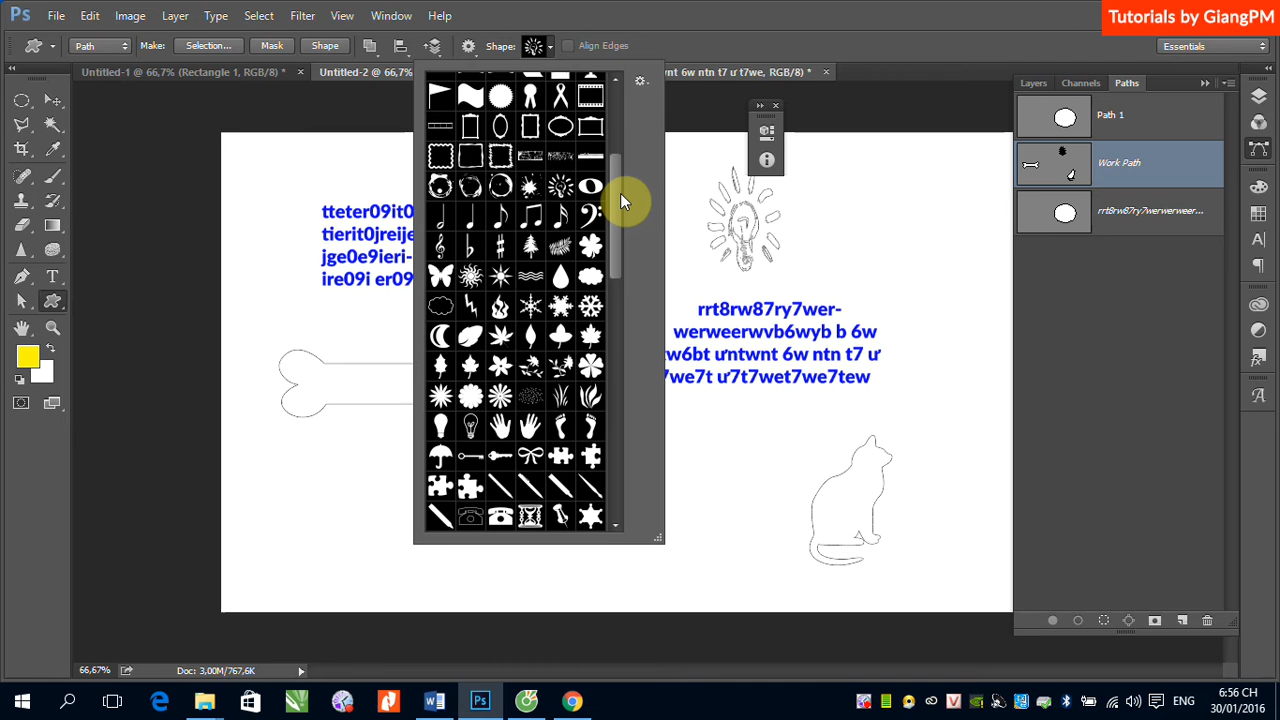 Tutorials by GiangPM
Ps File Edit Image Layer Type Select Filter View Window Help
Path Make: Selection... Mask Shape Shape: Align Edges Essentials
Untitled-1 @ 66,7% (Rectangle 1, RGB/8) * × Untitled-2 @ 66,7% 6w ntn t7 ư t7we, RGB/8) * ×
Layers Channels Paths
Path 1
Work Path
rrt8rw87ry7werwerweer...
tteter09it0
tierit0jreije
jge0e9ieri-
ire09i er09
rrt8rw87ry7wer-
werweerwvb6wyb b 6w
tw6bt ưntwnt 6w ntn t7 ư
7we7t ư7t7wet7we7tew
66,67% Doc: 3,00M/767,6K
ENG
6:56 CH
30/01/2016